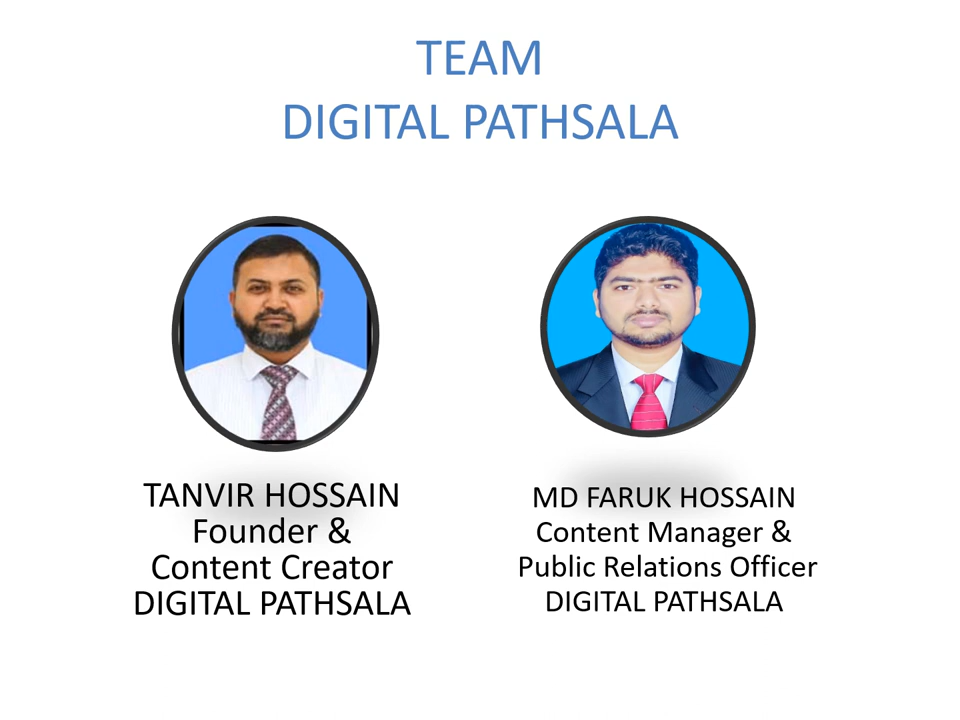 TEAM
DIGITAL PATHSALA
TANVIR HOSSAIN
Founder &
Content Creator
DIGITAL PATHSALA
MD FARUK HOSSAIN
Content Manager &
Public Relations Officer
DIGITAL PATHSALA